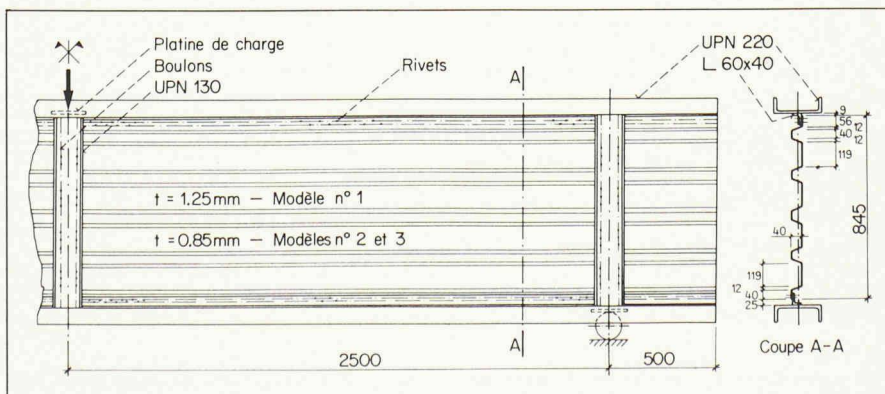 Platine de charge
Boulons
UPN 130
Rivets
A
UPN 220
L 60x40
t = 1.25mm – Modèle n° 1
t = 0.85mm – Modèles n° 2 et 3
9
56
12
40
12
119
845
40
119
12
40
25
A
2500
500
Coupe A-A